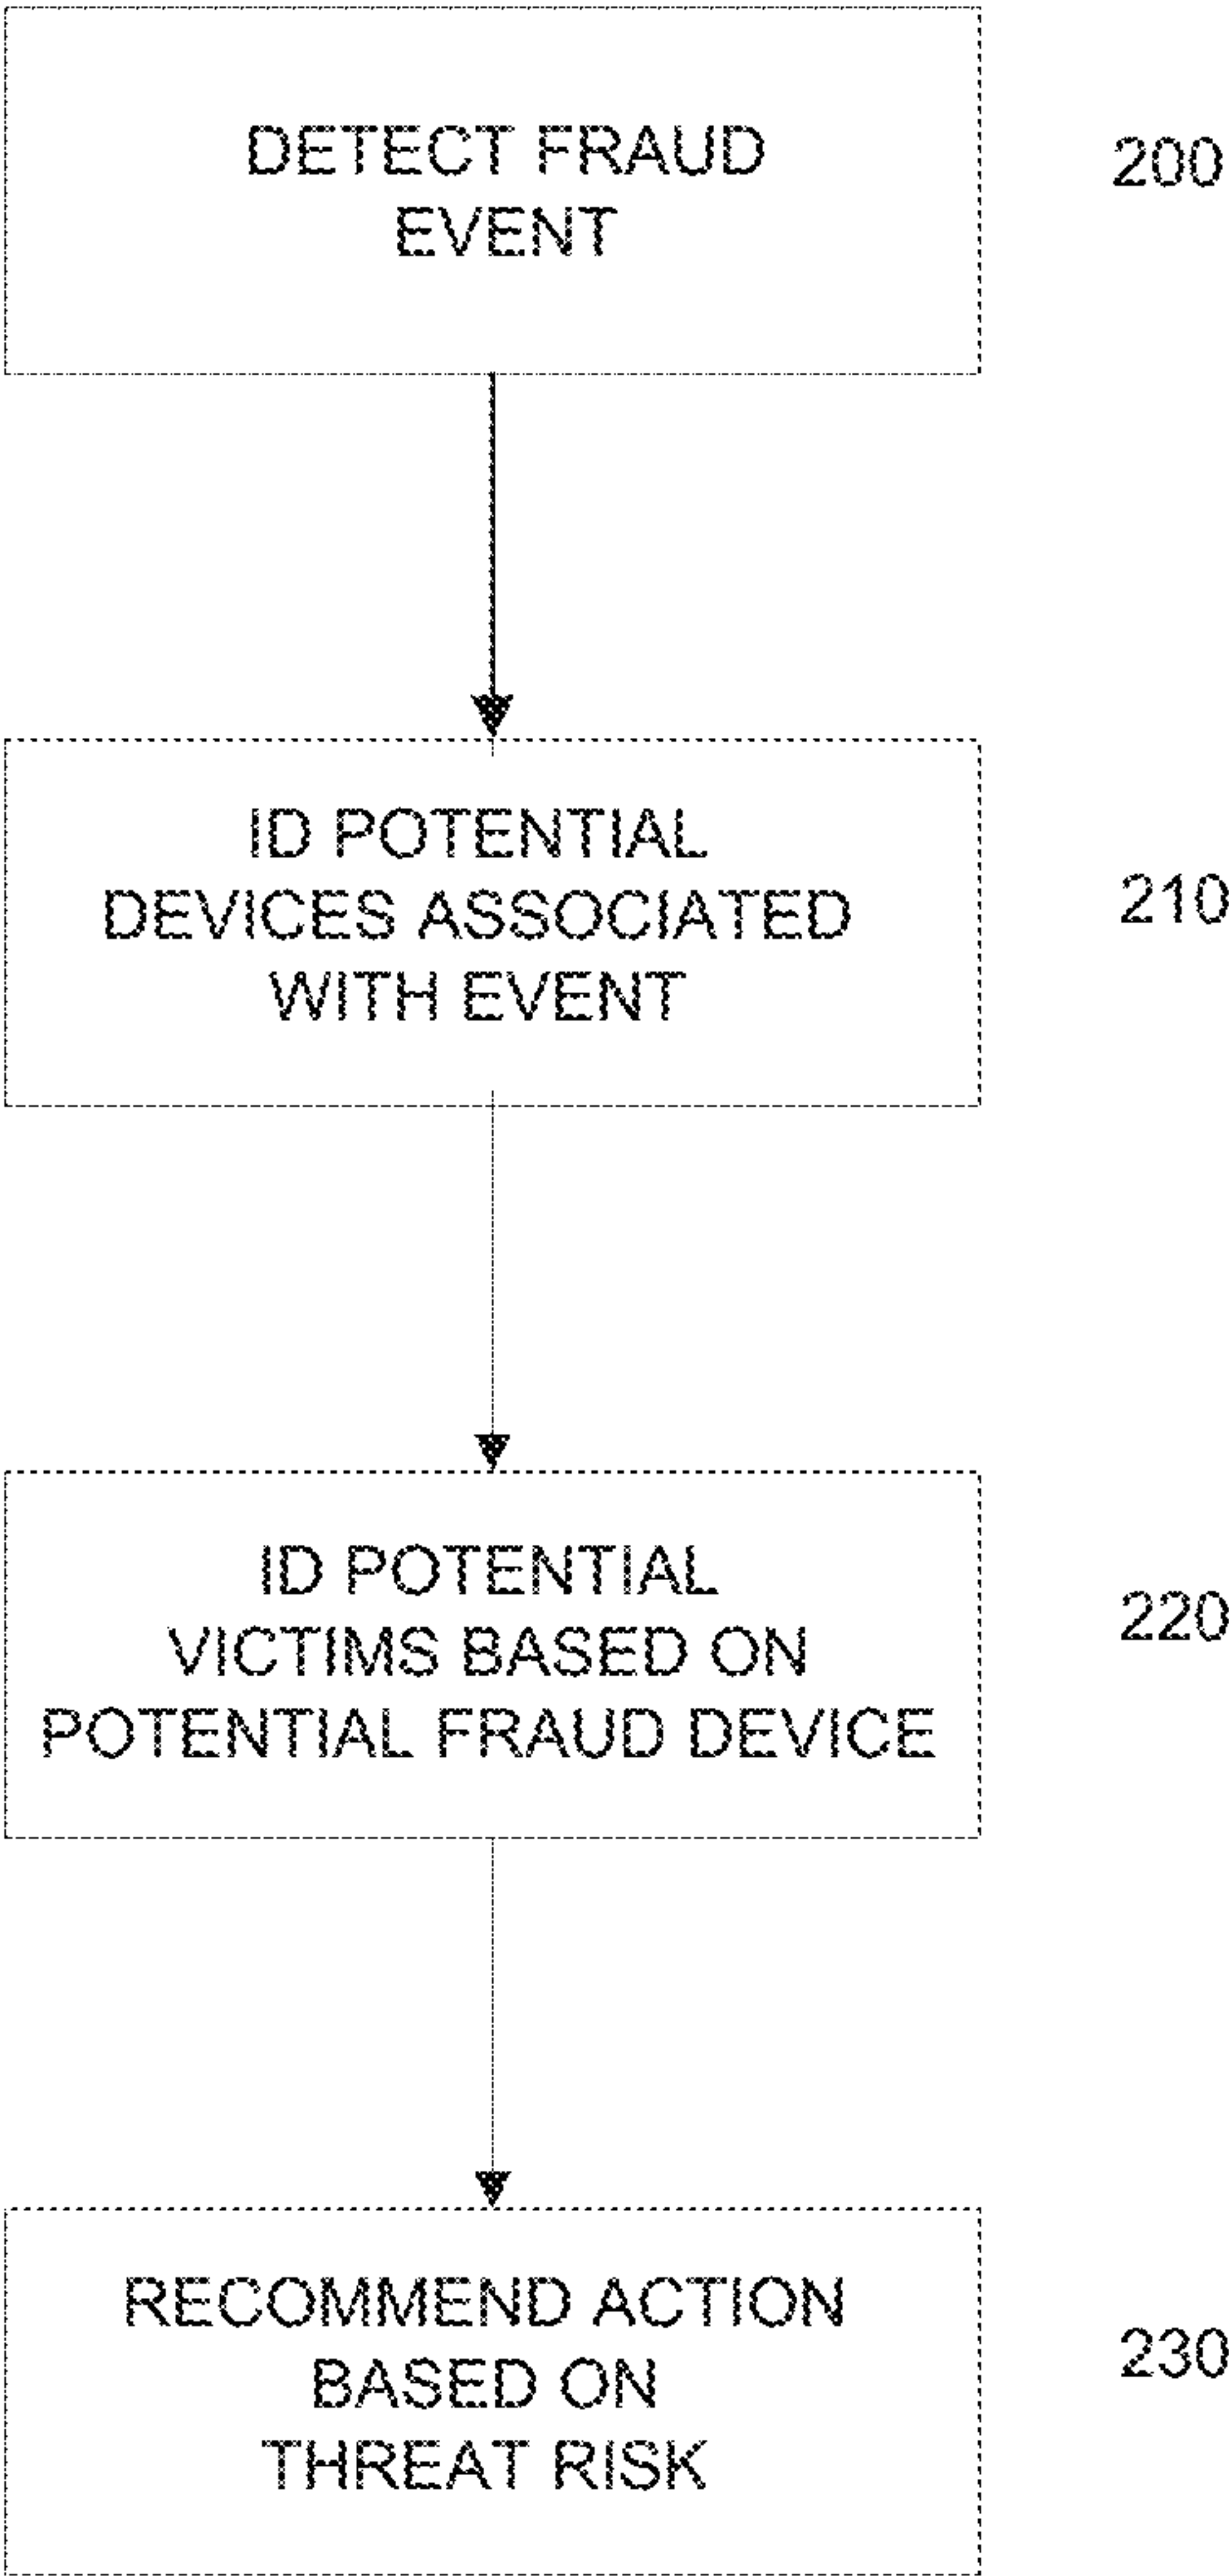 DETECT FRAUD
EVENT
200
ID POTENTIAL
DEVICES ASSOCIATED
WITH EVENT
210
ID POTENTIAL
VICTIMS BASED ON
POTENTIAL FRAUD DEVICE
220
RECOMMEND ACTION
BASED ON
THREAT RISK
230